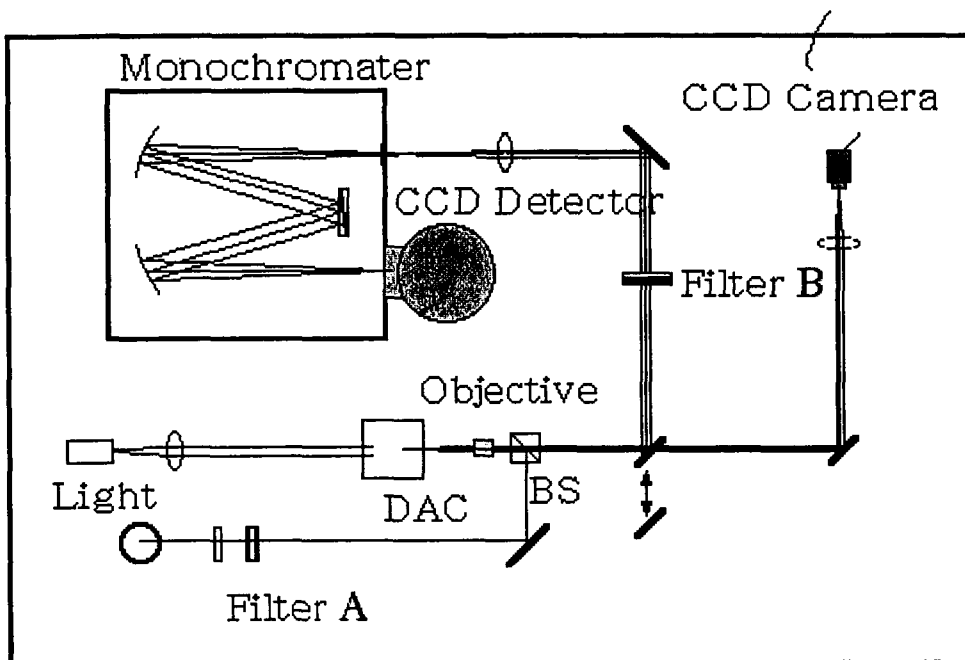 Monochromater
CCD Camera
CCD Detector
Filter B
Objective
Light
DAC
BS
Filter A